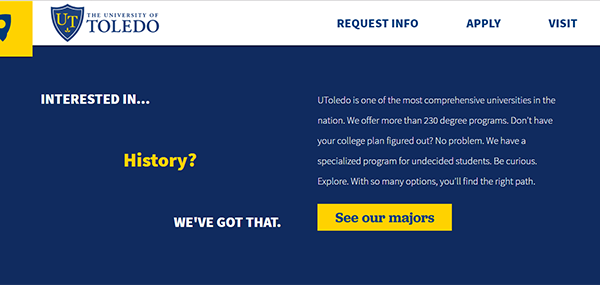 UT
THE UNIVERSITY OF
TOLEDO
REQUEST INFO
APPLY
VISIT
INTERESTED IN...
History?
WE'VE GOT THAT.
UToledo is one of the most comprehensive universities in the
nation. We offer more than 230 degree programs. Don't have
your college plan figured out? No problem. We have a
specialized program for undecided students. Be curious.
Explore. With so many options, you'll find the right path.
See our majors